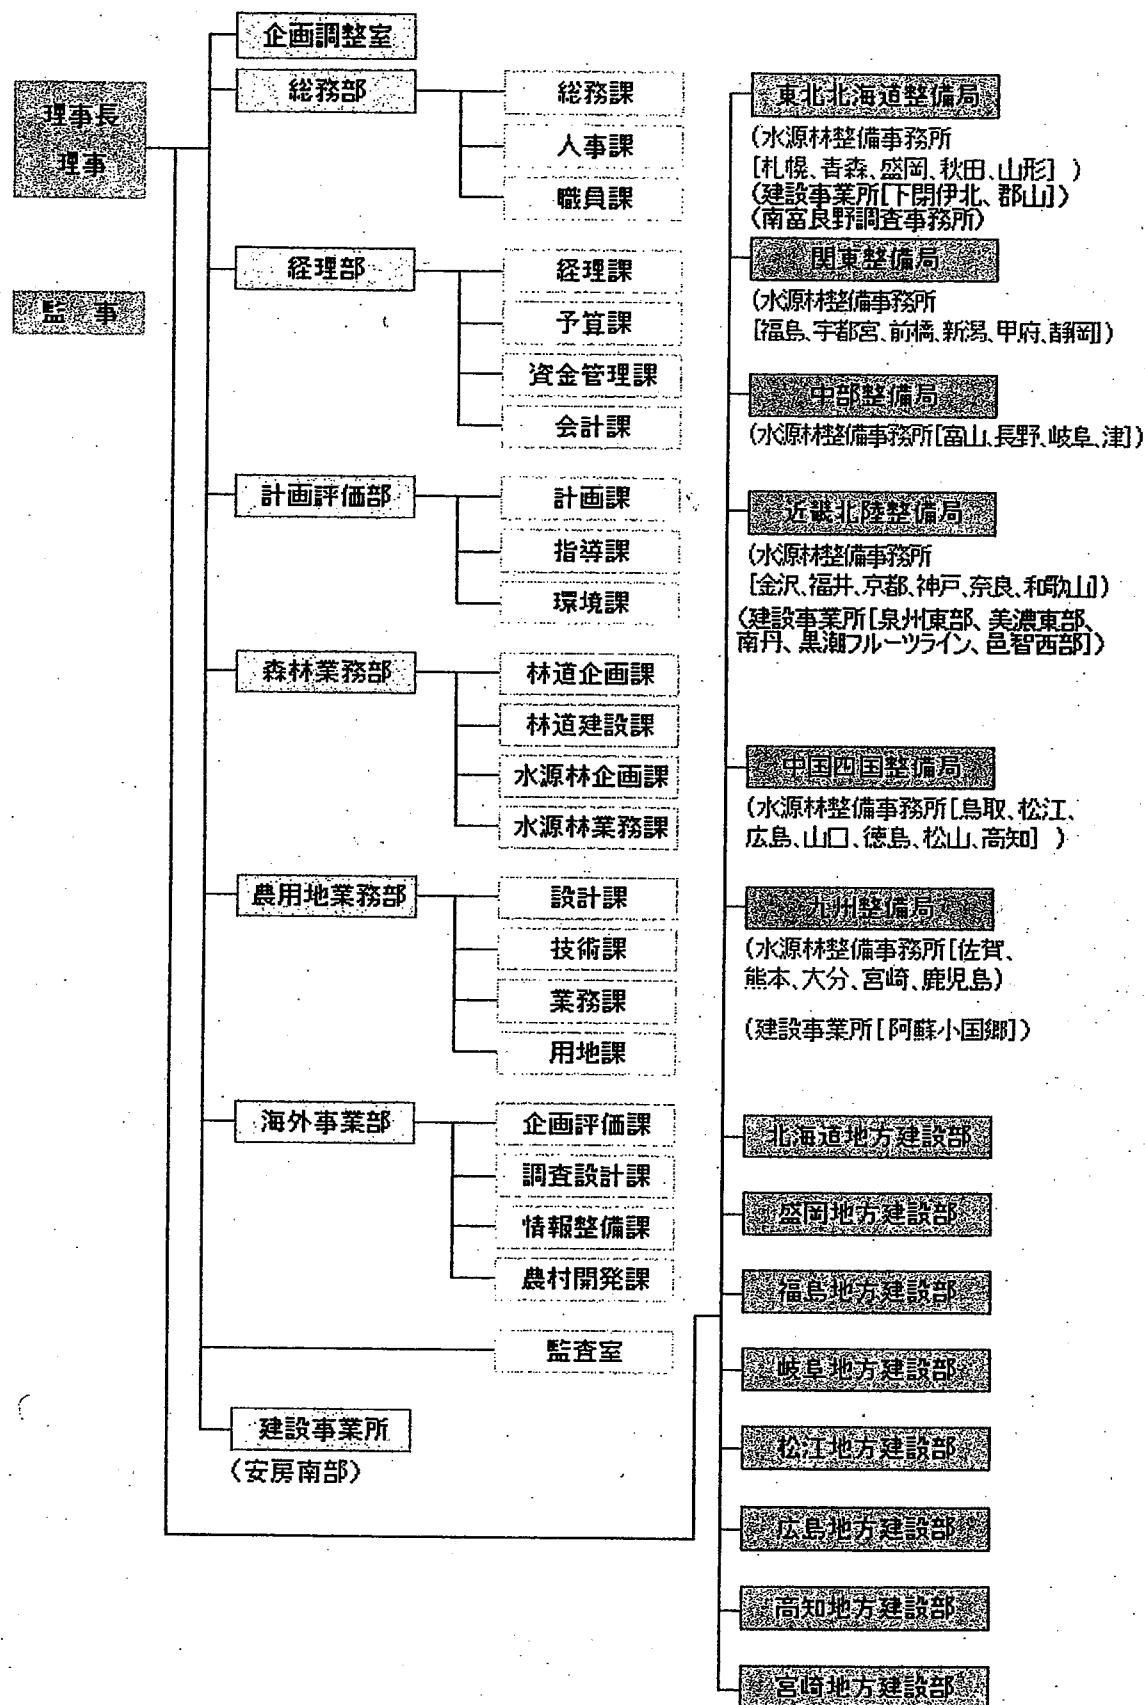 理事長
理事
監 事
企画調整室
総務部
総務課
人事課
職員課
経理部
経理課
予算課
資金管理課
会計課
計画評価部
計画課
指導課
環境課
森林業務部
林道企画課
林道建設課
水源林企画課
水源林業務課
農用地業務部
設計課
技術課
業務課
用地課
海外事業部
企画評価課
調査設計課
情報整備課
農村開発課
監査室
建設事業所
(安房南部)
東北北海道整備局
(水源林整備事務所
[札幌、青森、盛岡、秋田、山形] )
(建設事業所[下閉伊北、郡山])
(南富良野調査事務所)
関東整備局
(水源林整備事務所
[福島、宇都宮、前橋、新潟、甲府、静岡])
中部整備局
(水源林整備事務所[富山、長野、岐阜、津])
近畿北陸整備局
(水源林整備事務所
[金沢、福井、京都、神戸、奈良、和歌山])
(建設事業所[泉州東部、美濃東部、
南丹、黒潮フルーツライン、邑智西部])
中国四国整備局
(水源林整備事務所[鳥取、松江、
広島、山口、徳島、松山、高知] )
九州整備局
(水源林整備事務所[佐賀、
熊本、大分、宮崎、鹿児島)
(建設事業所[阿蘇小国郷])
北海道地方建設部
盛岡地方建設部
福島地方建設部
岐阜地方建設部
松江地方建設部
広島地方建設部
高知地方建設部
宮崎地方建設部